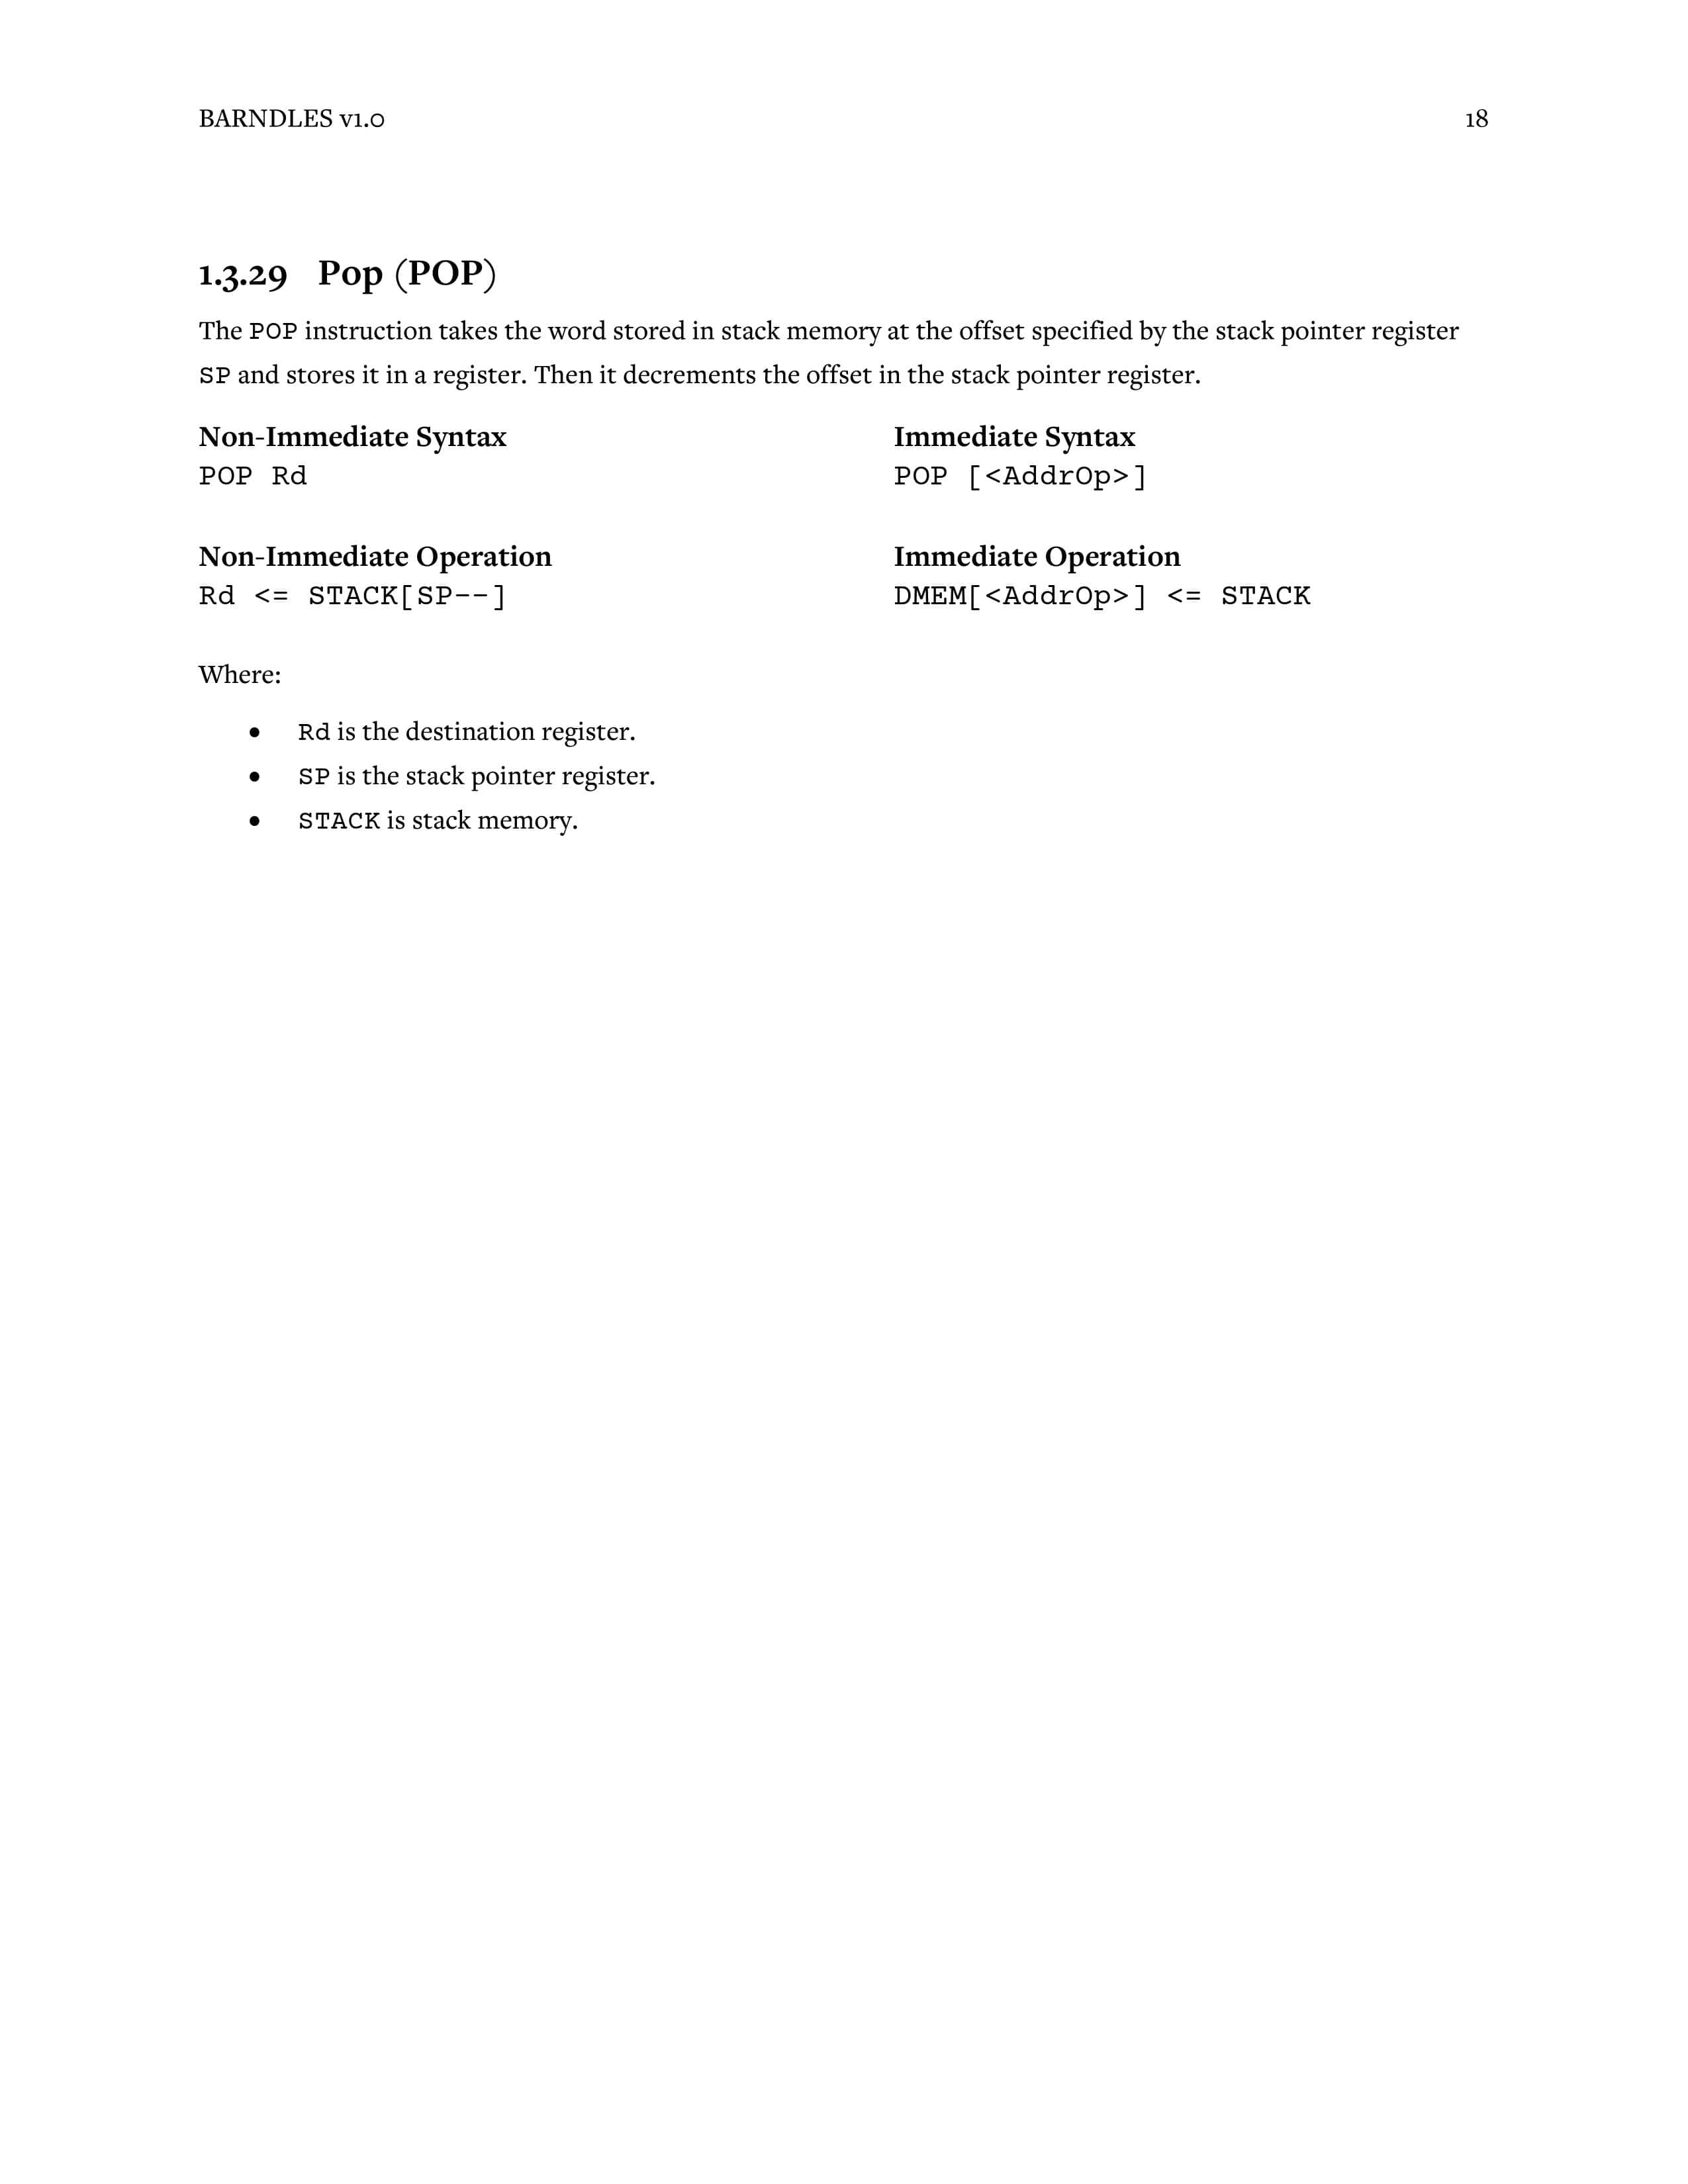 BARNDLES v1.0 18
1.3.29 Pop (POP)
The POP instruction takes the word stored in stack memory at the offset specified by the stack pointer register
SP and stores it in a register. Then it decrements the offset in the stack pointer register.
Non-Immediate Syntax
POP Rd
Immediate Syntax
POP [<AddrOp>]
Non-Immediate Operation
Rd <= STACK[SP--]
Immediate Operation
DMEM[<AddrOp>] <= STACK
Where:
● Rd is the destination register.
● SP is the stack pointer register.
● STACK is stack memory.